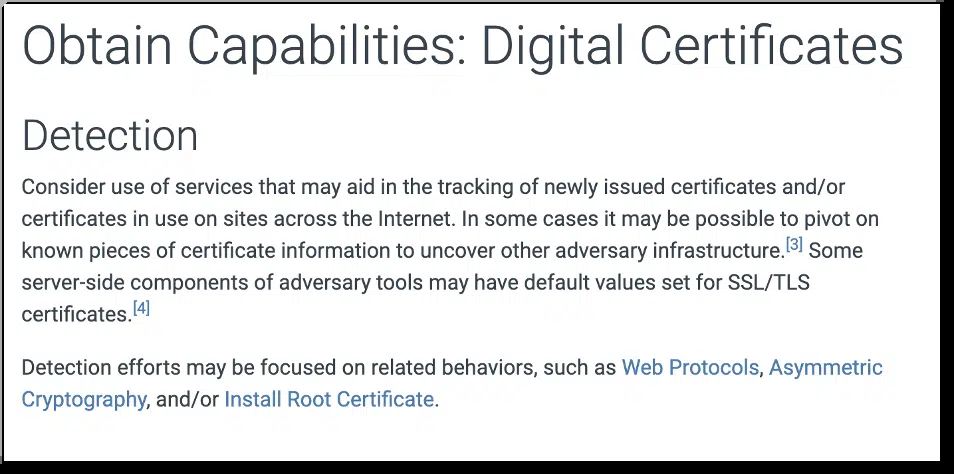 Obtain Capabilities: Digital Certificates
Detection
Consider use of services that may aid in the tracking of newly issued certificates and/or
certificates in use on sites across the Internet. In some cases it may be possible to pivot on
known pieces of certificate information to uncover other adversary infrastructure.[3] Some
server-side components of adversary tools may have default values set for SSL/TLS
certificates.[4]
Detection efforts may be focused on related behaviors, such as Web Protocols, Asymmetric
Cryptography, and/or Install Root Certificate.